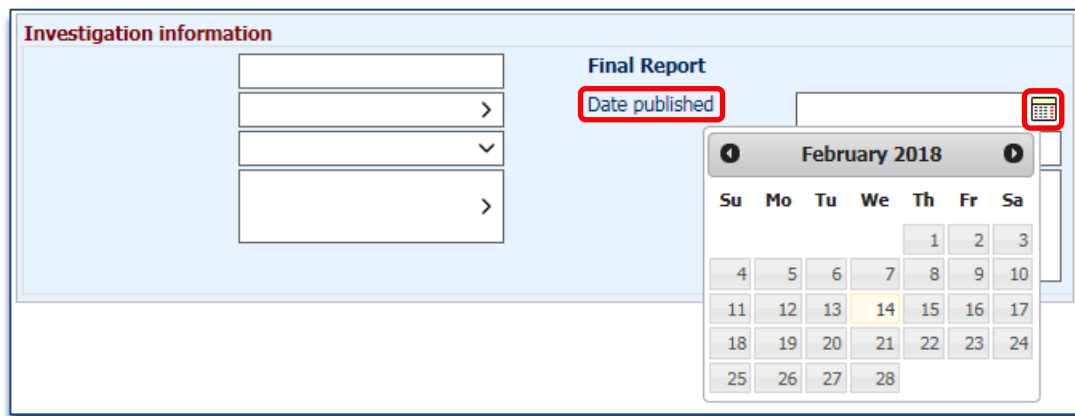 Investigation information
Final Report
Date published
February 2018
Su Mo Tu We Th Fr Sa
1 2 3
4 5 6 7 8 9 10
11 12 13 14 15 16 17
18 19 20 21 22 23 24
25 26 27 28